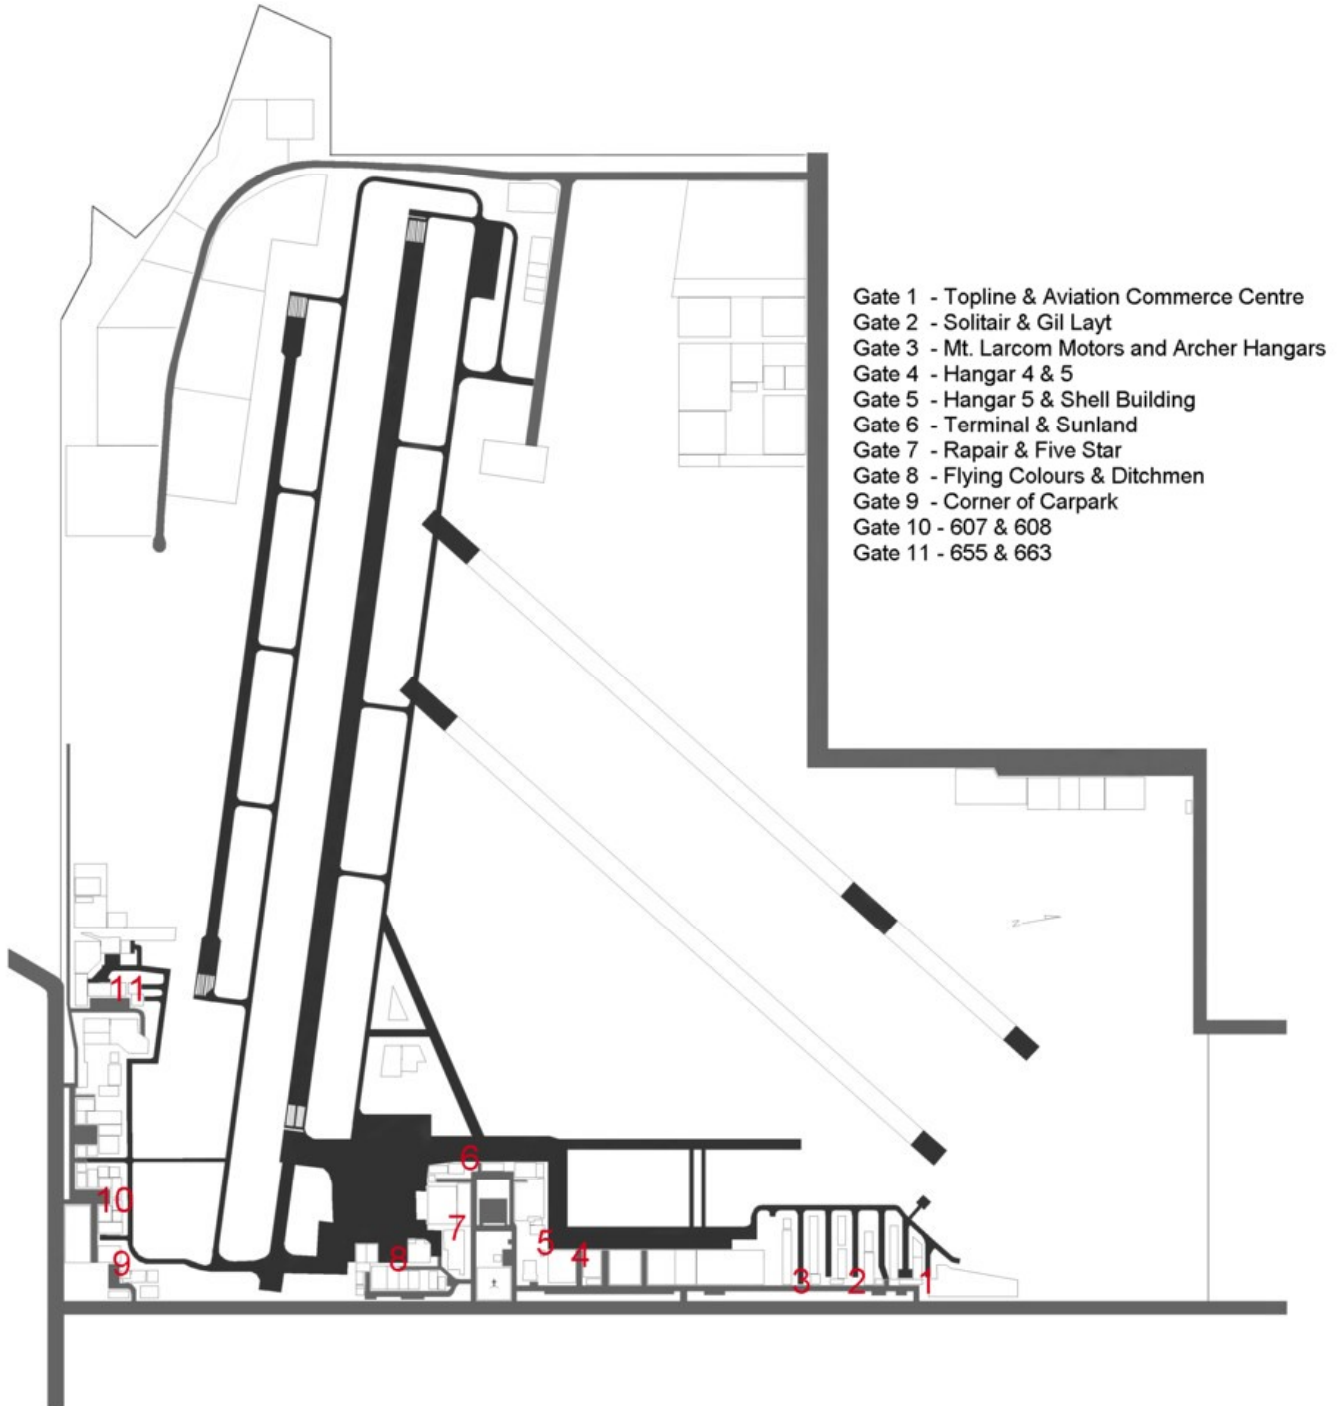 Gate 1 - Topline & Aviation Commerce Centre
Gate 2 - Solitair & Gil Layt
Gate 3 - Mt. Larcom Motors and Archer Hangars
Gate 4 - Hangar 4 & 5
Gate 5 - Hangar 5 & Shell Building
Gate 6 - Terminal & Sunland
Gate 7 - Rapair & Five Star
Gate 8 - Flying Colours & Ditchmen
Gate 9 - Corner of Carpark
Gate 10 - 607 & 608
Gate 11 - 655 & 663
N
11
6
10
7
5
4
8
9
3
2
1